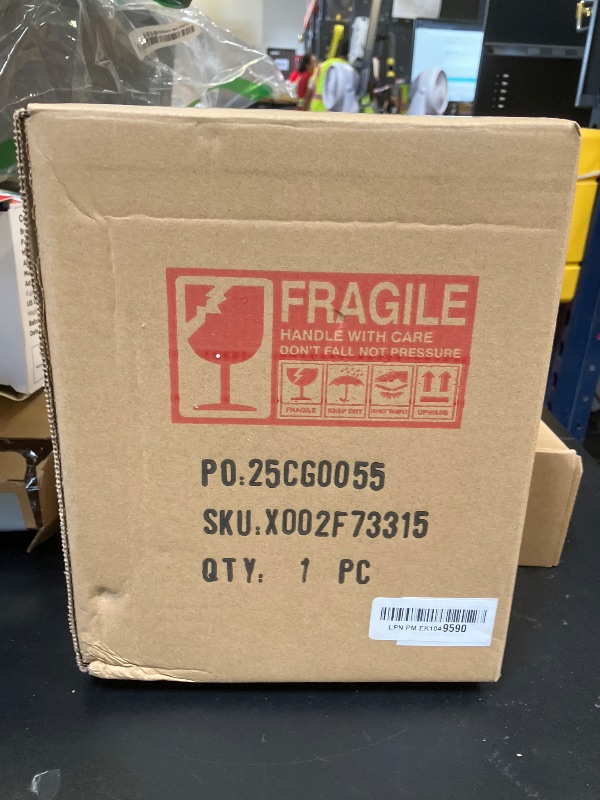 FRAGILE
HANDLE WITH CARE
DON'T FALL NOT PRESSURE
FRAGILE KEEP DRY UPWARD
PO:25CG0055
SKU:X002F73315
QTY: 1 PC
LPN PM EK1049590